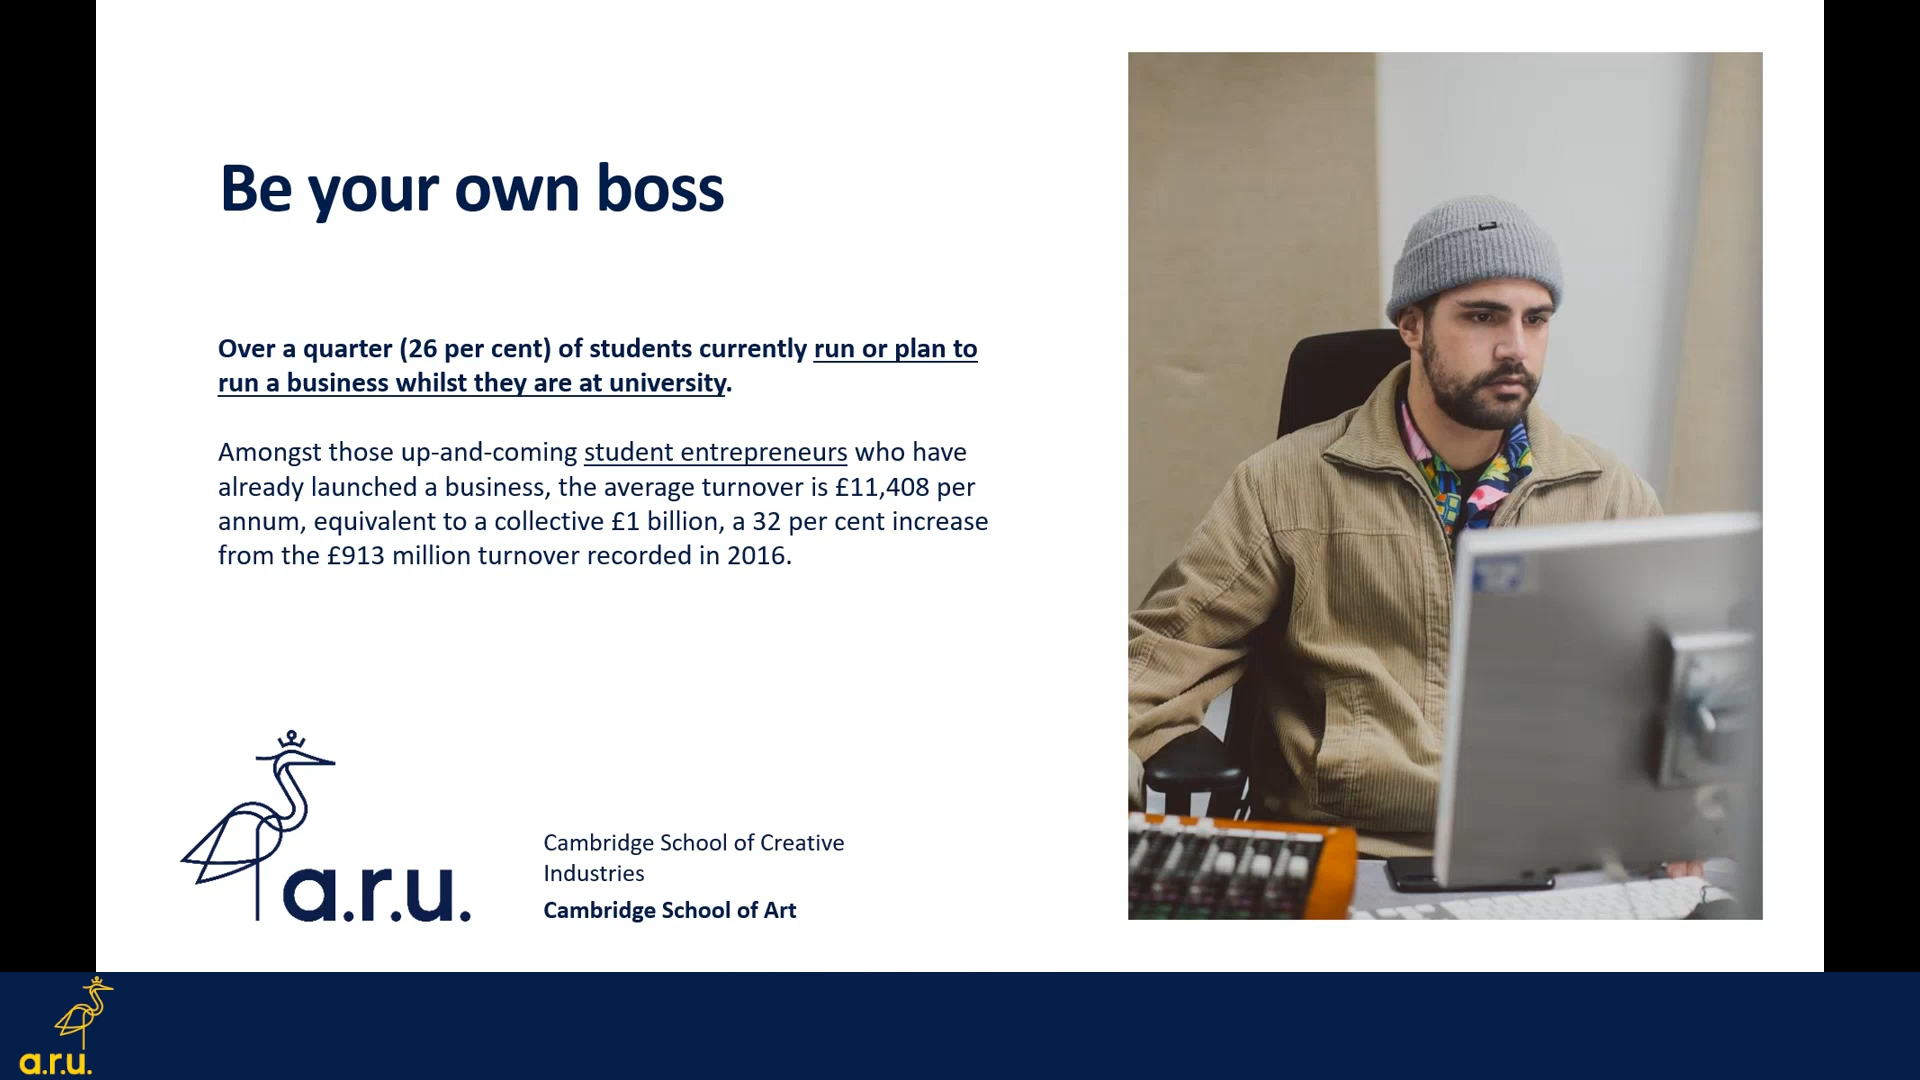 Be your own boss
Over a quarter (26 per cent) of students currently run or plan to
run a business whilst they are at university.
Amongst those up-and-coming student entrepreneurs who have
already launched a business, the average turnover is £11,408 per
annum, equivalent to a collective £1 billion, a 32 per cent increase
from the £913 million turnover recorded in 2016.
a.r.u.
Cambridge School of Creative
Industries
Cambridge School of Art
a.r.u.